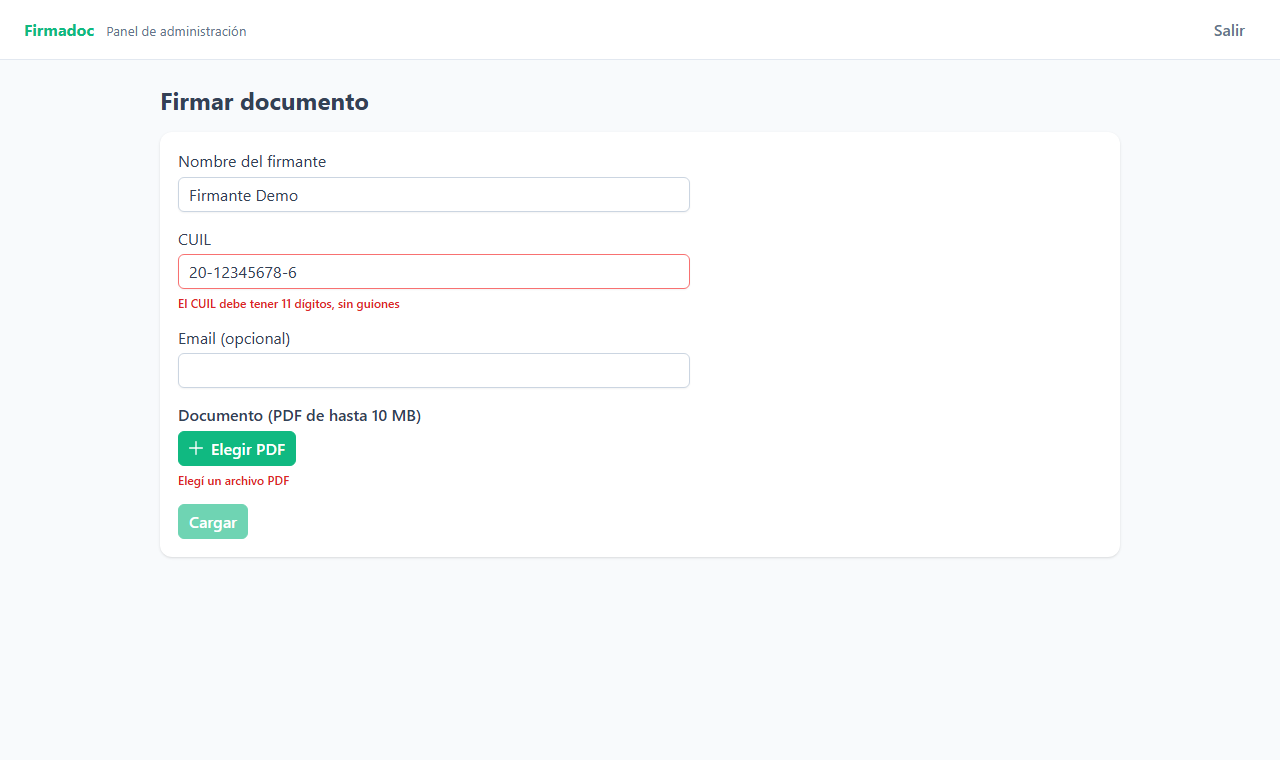 Firmadoc Panel de administración Salir
Firmar documento
Nombre del firmante
Firmante Demo
CUIL
20-12345678-6
El CUIL debe tener 11 dígitos, sin guiones
Email (opcional)
Documento (PDF de hasta 10 MB)
Elegir PDF
Elegí un archivo PDF
Cargar